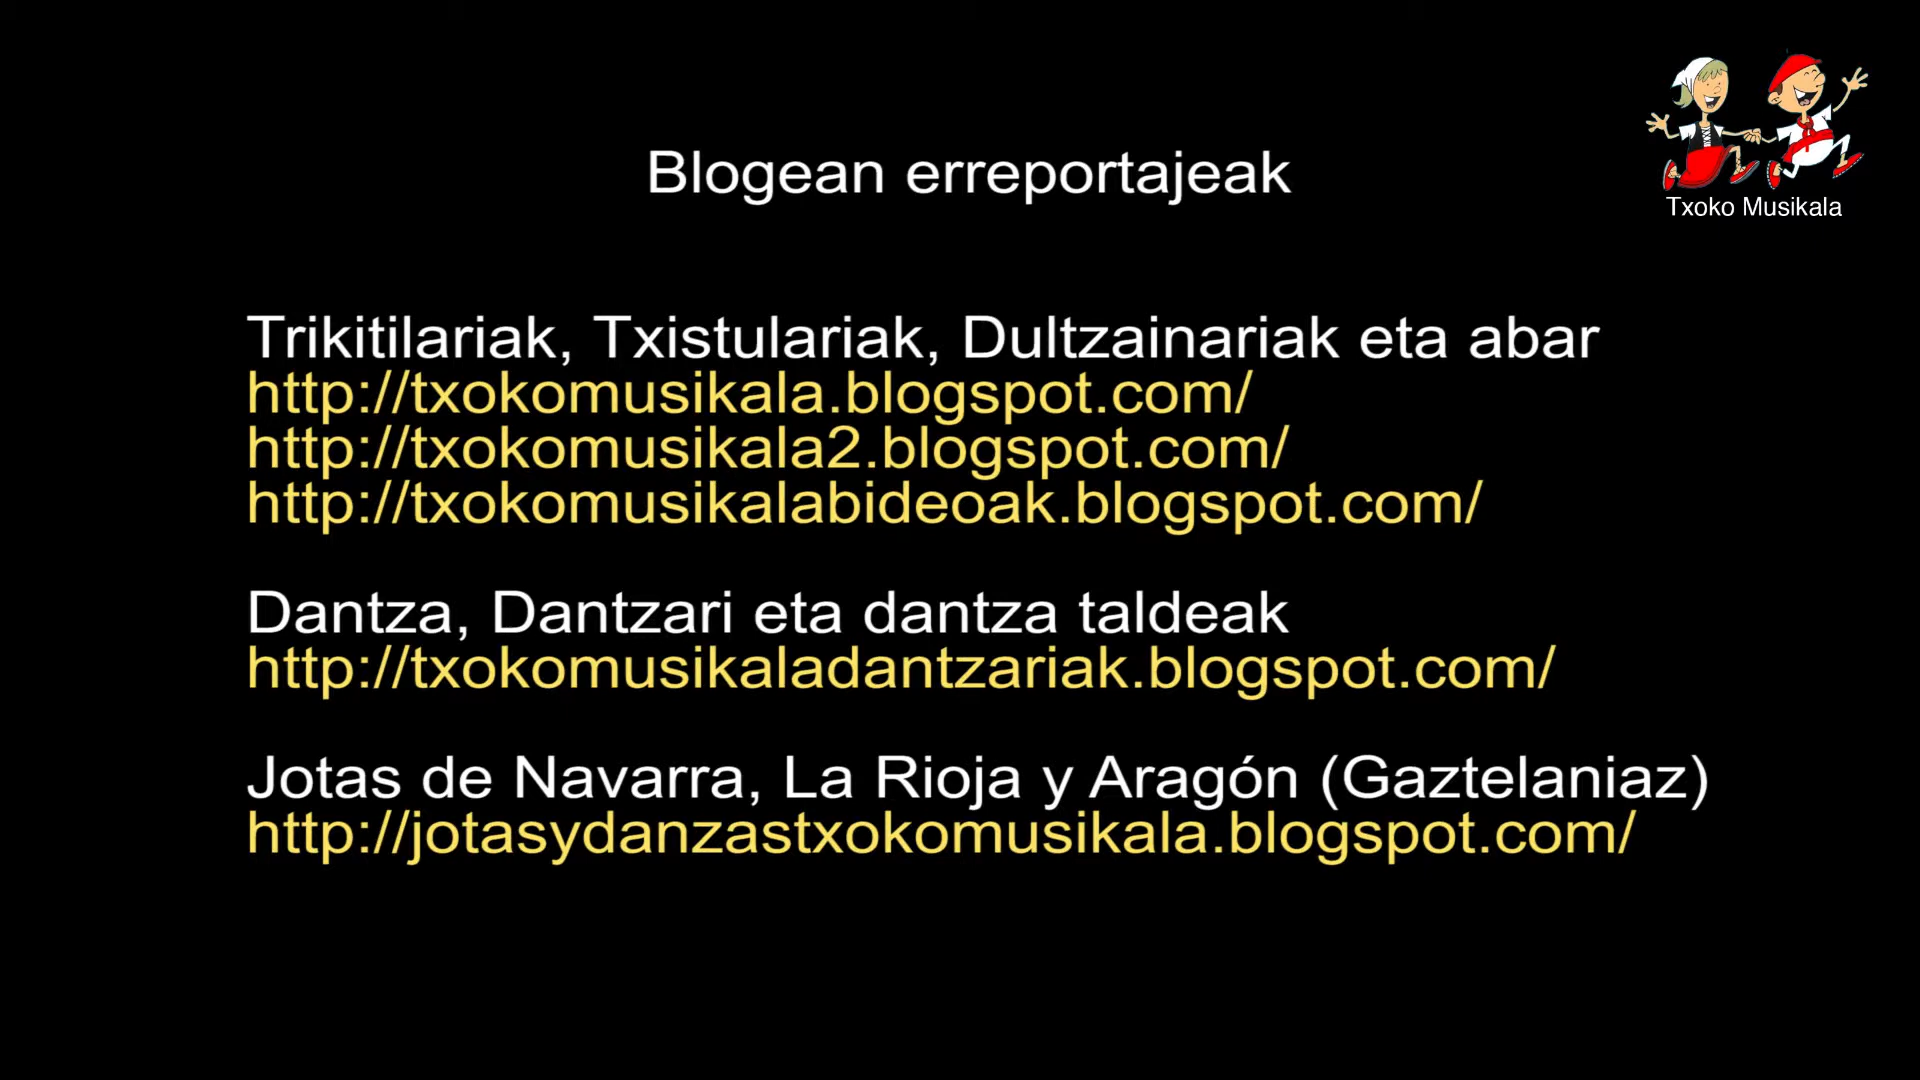 Blogean erreportajeak
Txoko Musikala
Trikitilariak, Txistulariak, Dultzainariak eta abar
http://txokomusikala.blogspot.com/
http://txokomusikala2.blogspot.com/
http://txokomusikalabideoak.blogspot.com/
Dantza, Dantzari eta dantza taldeak
http://txokomusikaladantzariak.blogspot.com/
Jotas de Navarra, La Rioja y Aragón (Gaztelaniaz)
http://jotasydanzastxokomusikala.blogspot.com/